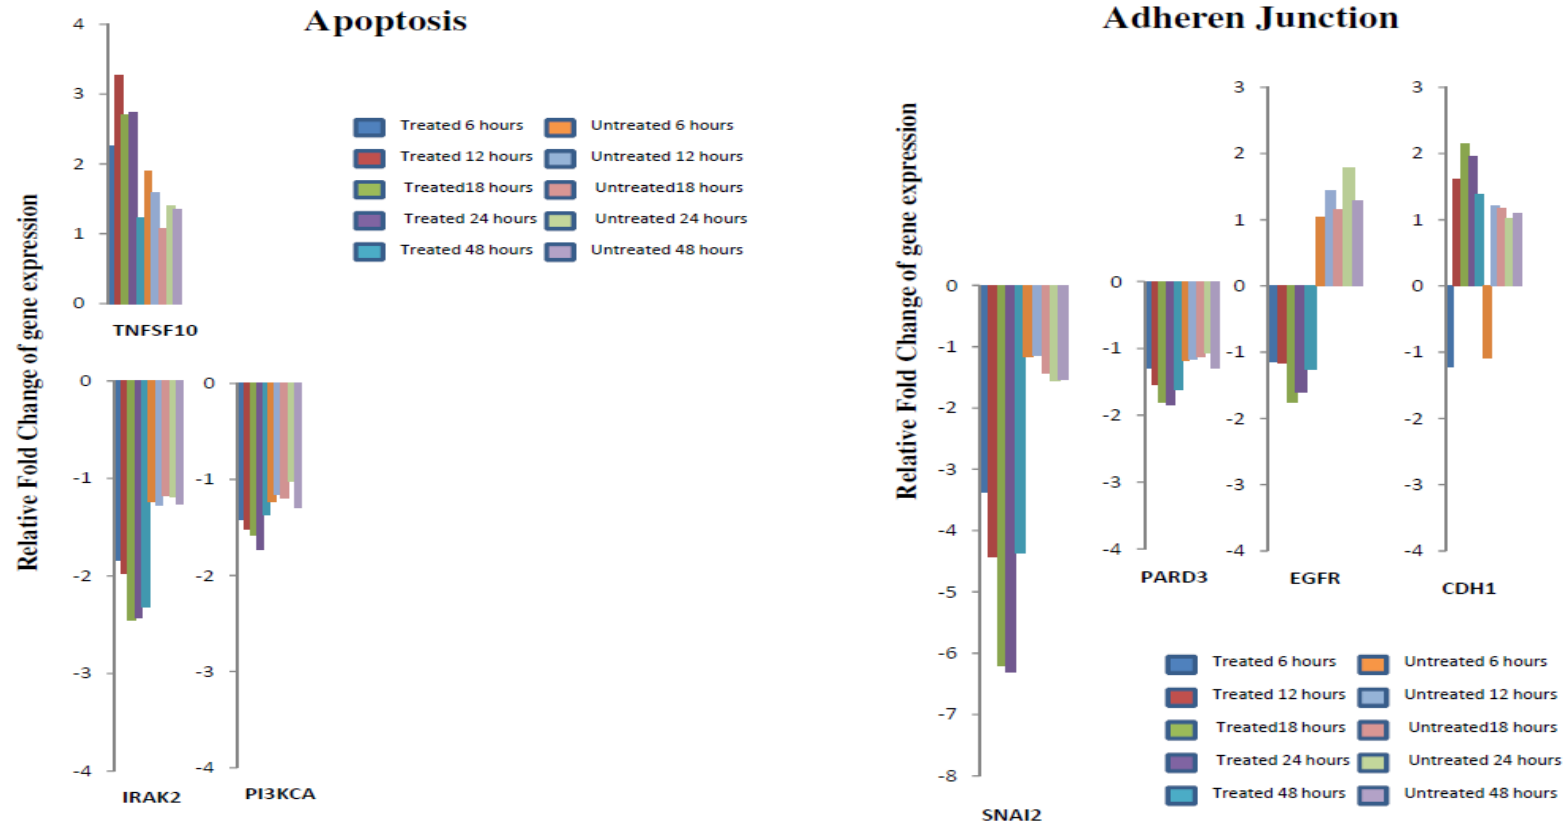 Apoptosis
Relative Fold Change of gene expression
4
3
2
1
0
TNFSF10
Treated 6 hours
Untreated 6 hours
Treated 12 hours
Untreated 12 hours
Treated18 hours
Untreated18 hours
Treated 24 hours
Untreated 24 hours
Treated 48 hours
Untreated 48 hours
0
-1
-2
-3
-4
IRAK2
0
-1
-2
-3
-4
PI3KCA
Adheren Junction
Relative Fold Change of gene expression
0
-1
-2
-3
-4
-5
-6
-7
-8
SNAI2
0
-1
-2
-3
-4
PARD3
3
2
1
0
-1
-2
-3
-4
EGFR
3
2
1
0
-1
-2
-3
-4
CDH1
Treated 6 hours
Untreated 6 hours
Treated 12 hours
Untreated 12 hours
Treated18 hours
Untreated18 hours
Treated 24 hours
Untreated 24 hours
Treated 48 hours
Untreated 48 hours